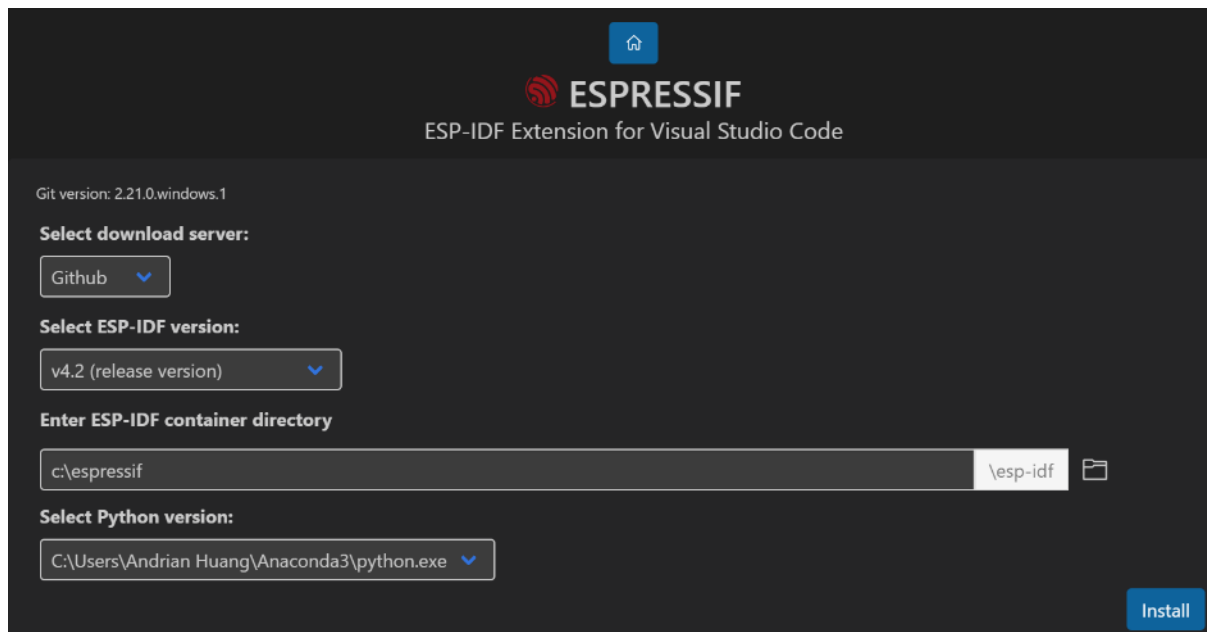 ESPRESSIF
ESP-IDF Extension for Visual Studio Code
Git version: 2.21.0.windows.1
Select download server:
Github
Select ESP-IDF version:
v4.2 (release version)
Enter ESP-IDF container directory
c:\espressif \esp-idf
Select Python version:
C:\Users\Andrian Huang\Anaconda3\python.exe
Install